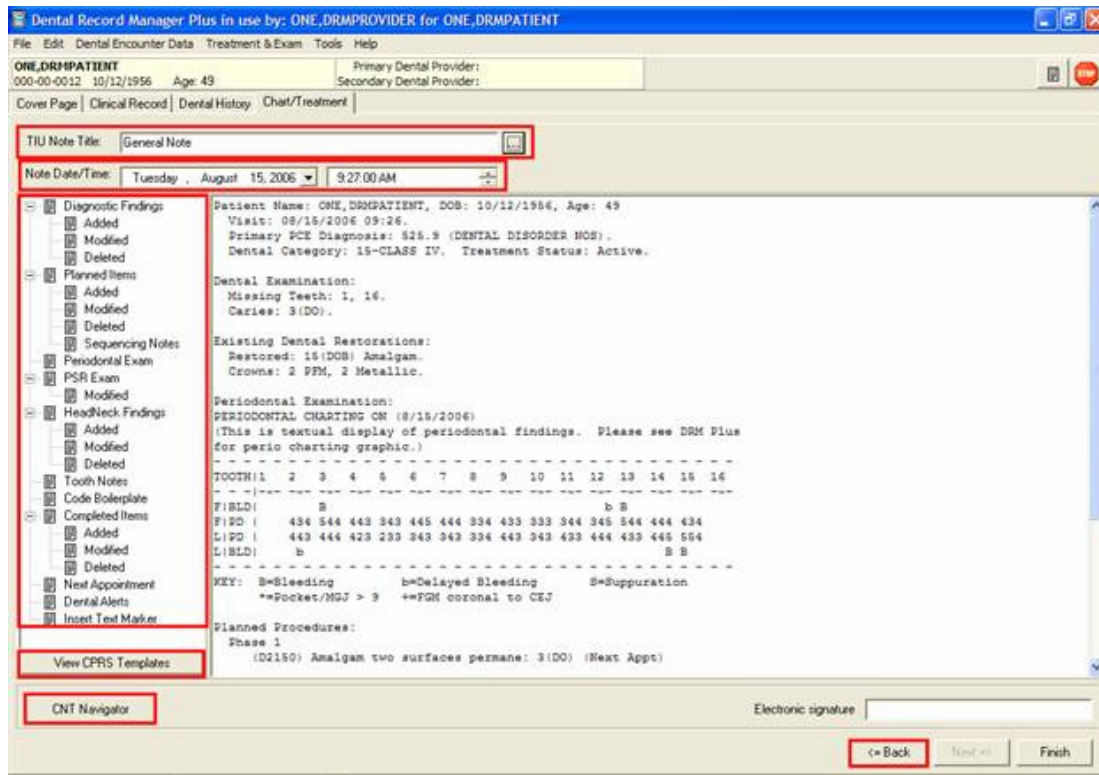 Dental Record Manager Plus in use by: ONE,DRMPROVIDER for ONE,DRMPATIENT
File Edit Dental Encounter Data Treatment & Exam Tools Help
ONE,DRMPATIENT Primary Dental Provider:
000-00-0012 10/12/1956 Age: 49 Secondary Dental Provider:
STOP
Cover Page Clinical Record Dental History Chart/Treatment
TIU Note Title: General Note ...
Note Date/Time: Tuesday , August 15, 2006 9:27:00 AM
Diagnostic Findings
Added
Modified
Deleted
Planned Items
Added
Modified
Deleted
Sequencing Notes
Periodontal Exam
PSR Exam
Modified
HeadNeck Findings
Added
Modified
Deleted
Tooth Notes
Code Boilerplate
Completed Items
Added
Modified
Deleted
Next Appointment
Dental Alerts
Insert Text Marker
View CPRS Templates
Patient Name: ONE,DRMPATIENT, DOB: 10/12/1956, Age: 49
Visit: 08/15/2006 09:26.
Primary PCE Diagnosis: 525.9 (DENTAL DISORDER NOS).
Dental Category: 15-CLASS IV. Treatment Status: Active.
Dental Examination:
Missing Teeth: 1, 16.
Caries: 3(DO).
Existing Dental Restorations:
Restored: 15(DOB) Amalgam.
Crowns: 2 PFM, 2 Metallic.
Periodontal Examination:
PERIODONTAL CHARTING ON (8/15/2006)
(This is textual display of periodontal findings. Please see DRM Plus
for perio charting graphic.)
TOOTH|1 2 3 4 5 6 7 8 9 10 11 12 13 14 15 16
F|BLD| B b B
F|PD | 434 544 443 343 445 444 334 433 333 344 345 544 444 434
L|PD | 443 444 423 233 343 343 334 443 343 433 444 433 445 554
L|BLD| b B B
KEY: B=Bleeding b=Delayed Bleeding S=Suppuration
*=Pocket/MGJ > 9 +=FGM coronal to CEJ
Planned Procedures:
Phase 1
(D2150) Amalgam two surfaces permane: 3(DO) (Next Appt)
CNT Navigator Electronic signature
<= Back Next => Finish